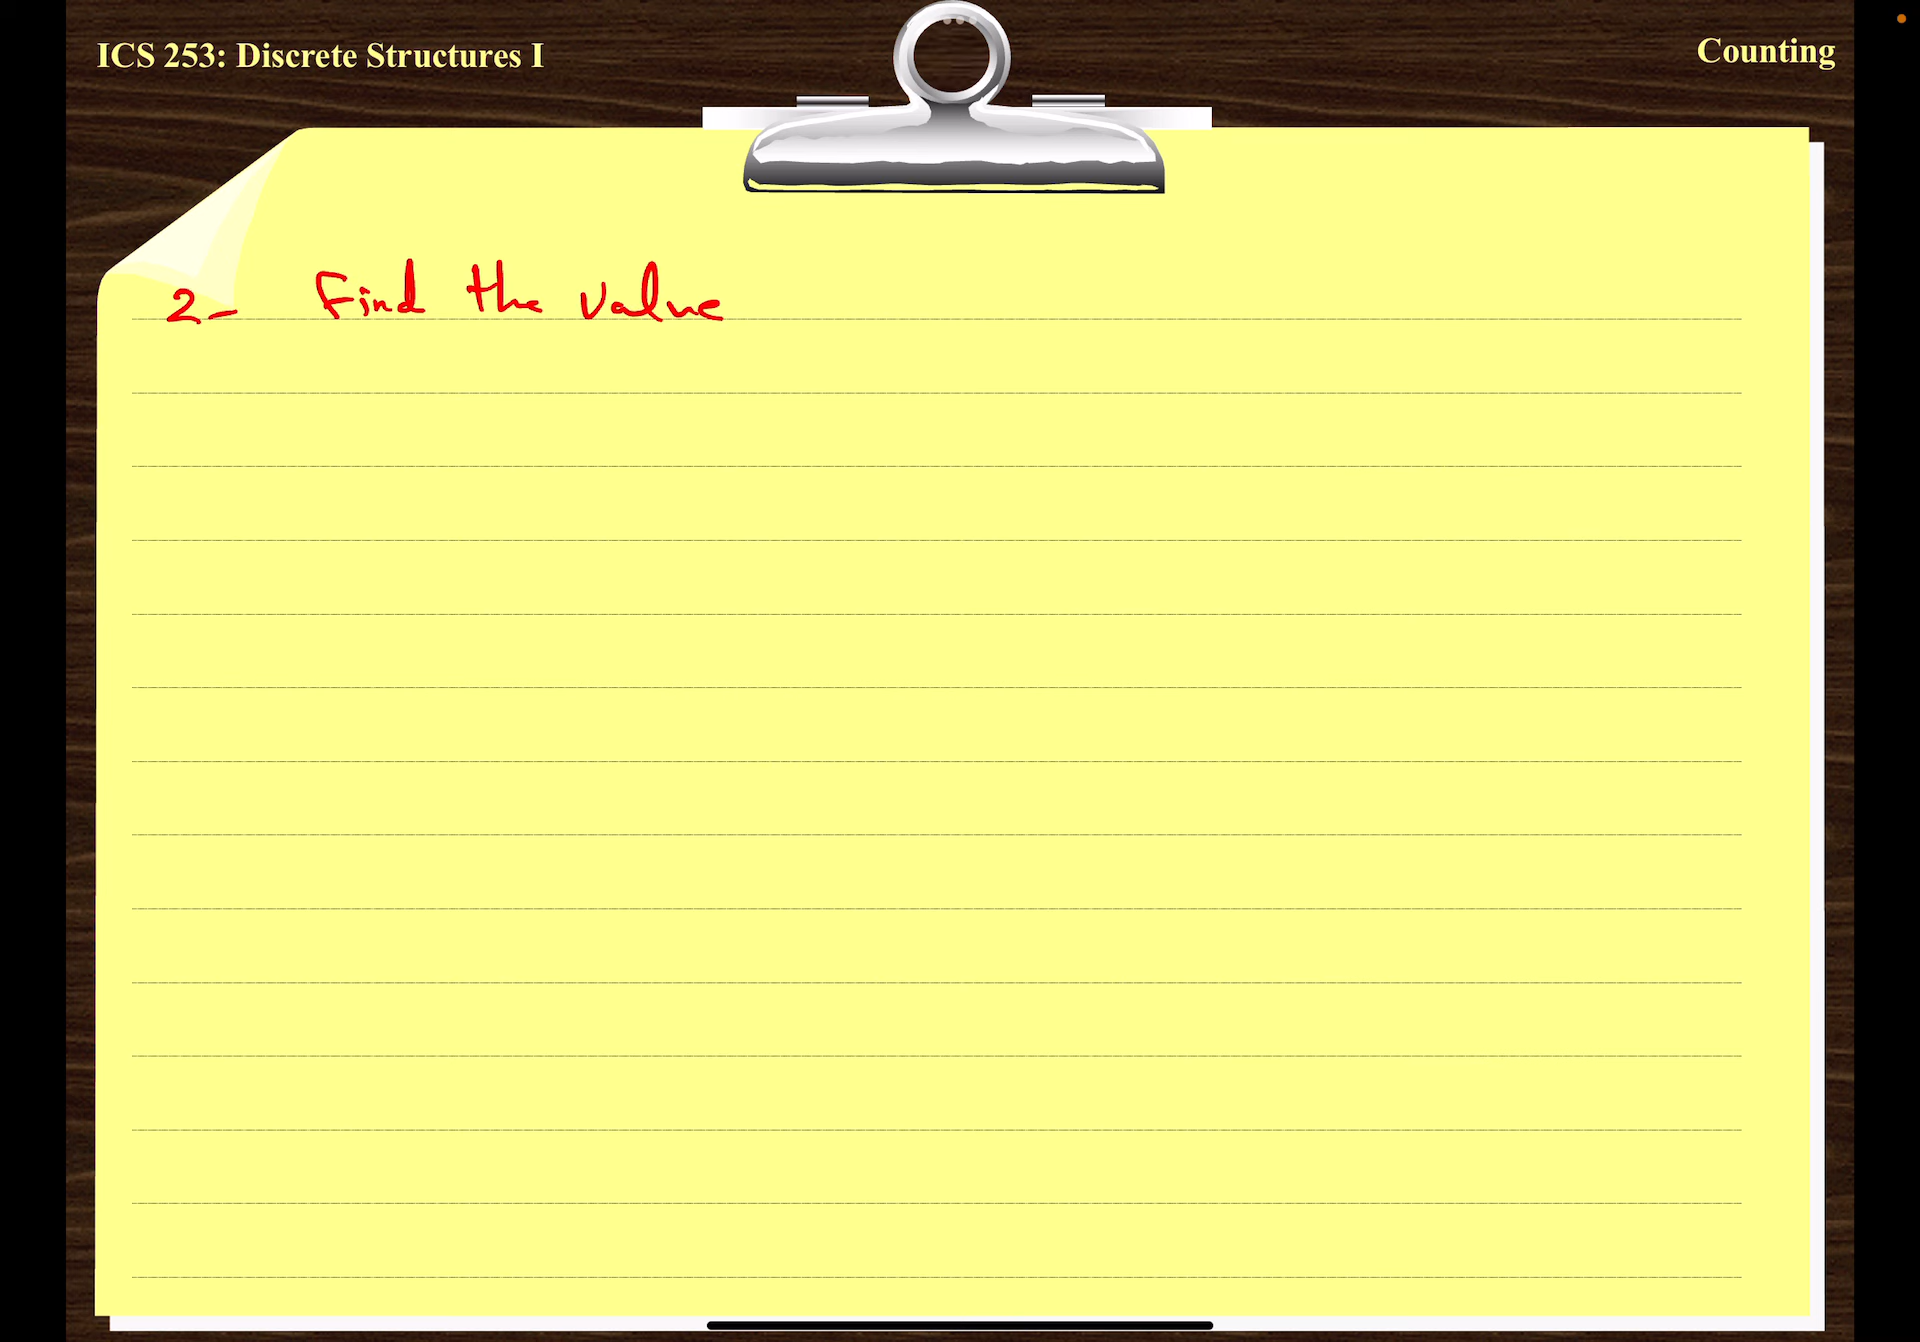 ICS 253: Discrete Structures I
Counting
2- Find the value